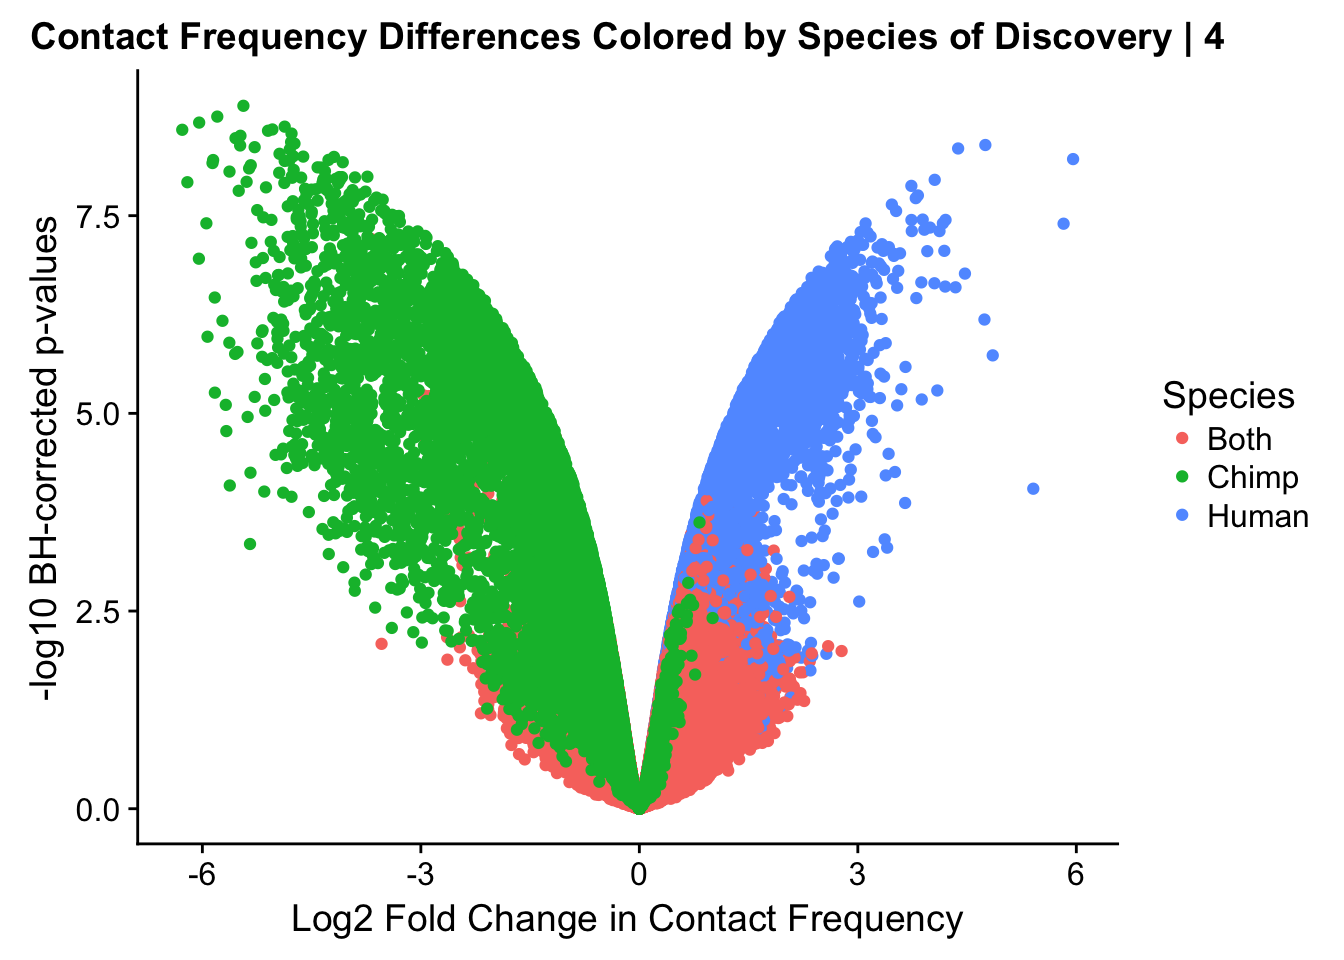 Contact Frequency Differences Colored by Species of Discovery | 4
-log10 BH-corrected p-values
7.5
5.0
2.5
0.0
-6
-3
0
3
6
Log2 Fold Change in Contact Frequency
Species
Both
Chimp
Human